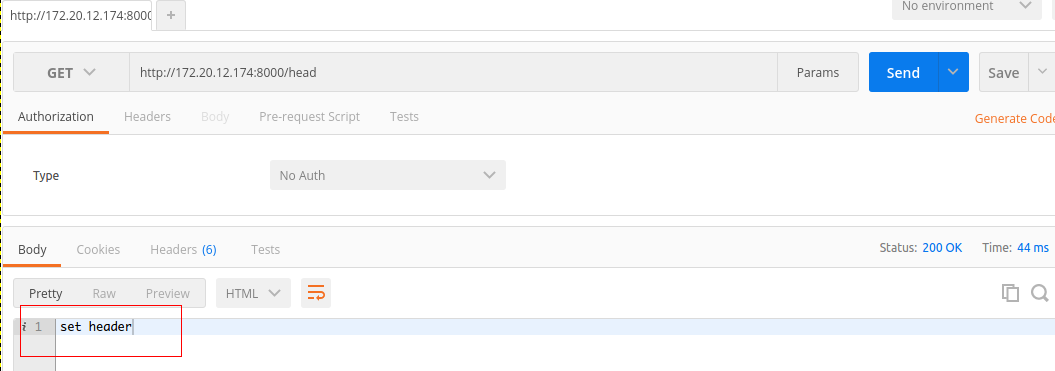 http://172.20.12.174:8000 +
No environment
GET http://172.20.12.174:8000/head Params Send Save
Authorization Headers Body Pre-request Script Tests Generate Code
Type No Auth
Body Cookies Headers (6) Tests Status: 200 OK Time: 44 ms
Pretty Raw Preview HTML
i 1 set header